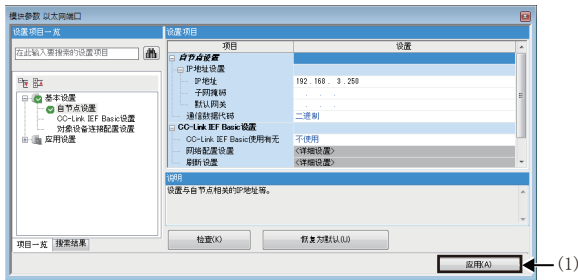 模块参数 以太网端口
设置项目一览
在此输入要搜索的设置项目
基本设置
自节点设置
CC-Link IEF Basic设置
对象设备连接配置设置
应用设置
项目一览 搜索结果
设置项目
项目 设置
自节点设置
IP地址设置
IP地址 192.168. 3.250
子网掩码 . . .
默认网关 . . .
通信数据代码 二进制
CC-Link IEF Basic设置
CC-Link IEF Basic使用有无 不使用
网络配置设置 <详细设置>
刷新设置 <详细设置>
说明
设置与自节点相关的IP地址等。
检查(K) 恢复为默认(U)
应用(A) (1)